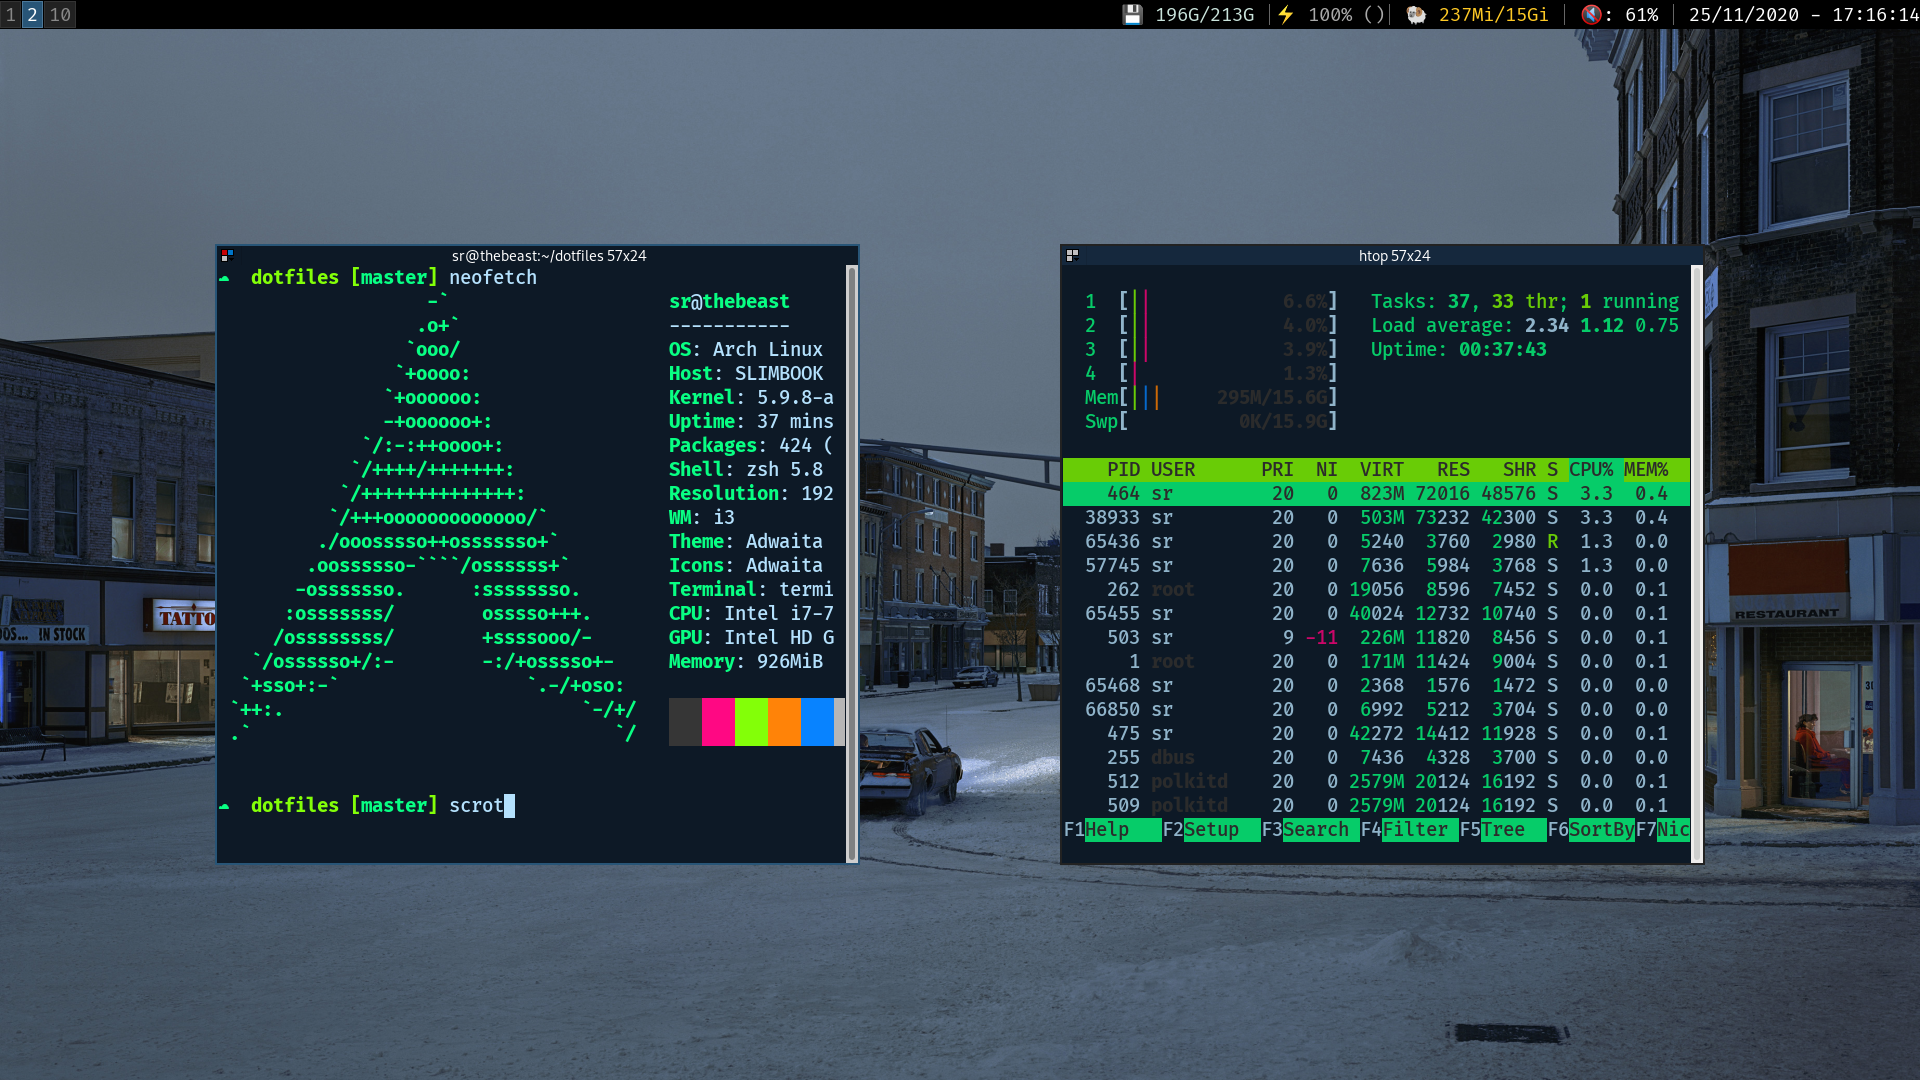 1 2 10
196G/213G | ⚡ 100% () | 237Mi/15Gi | : 61% | 25/11/2020 - 17:16:14
sr@thebeast:~/dotfiles 57x24
dotfiles [master] neofetch
-`
.o+`
`ooo/
`+oooo:
`+oooooo:
-+oooooo+:
`/:-:++oooo+:
`/++++/+++++++:
`/++++++++++++++:
`/+++ooooooooooooo/`
./ooosssso++osssssso+`
.oossssso-````/ossssss+`
-osssssso.      :ssssssso.
:osssssss/        osssso+++.
/ossssssss/        +ssssooo/-
`/ossssso+/:-        -:/+osssso+-
`+sso+:-`                 `.-/+oso:
`++:.                           `-/+/
.`                                 `/
sr@thebeast
-----------
OS: Arch Linux
Host: SLIMBOOK
Kernel: 5.9.8-a
Uptime: 37 mins
Packages: 424 (
Shell: zsh 5.8
Resolution: 192
WM: i3
Theme: Adwaita
Icons: Adwaita
Terminal: termi
CPU: Intel i7-7
GPU: Intel HD G
Memory: 926MiB
dotfiles [master] scrot
htop 57x24
1 [|| 6.6%] Tasks: 37, 33 thr; 1 running
2 [|| 4.0%] Load average: 2.34 1.12 0.75
3 [|| 3.9%] Uptime: 00:37:43
4 [| 1.3%]
Mem[||| 295M/15.6G]
Swp[ 0K/15.9G]
PID USER PRI NI VIRT RES SHR S CPU% MEM%
464 sr 20 0 823M 72016 48576 S 3.3 0.4
38933 sr 20 0 503M 73232 42300 S 3.3 0.4
65436 sr 20 0 5240 3760 2980 R 1.3 0.0
57745 sr 20 0 7636 5984 3768 S 1.3 0.0
262 root 20 0 19056 8596 7452 S 0.0 0.1
65455 sr 20 0 40024 12732 10740 S 0.0 0.1
503 sr 9 -11 226M 11820 8456 S 0.0 0.1
1 root 20 0 171M 11424 9004 S 0.0 0.1
65468 sr 20 0 2368 1576 1472 S 0.0 0.0
66850 sr 20 0 6992 5212 3704 S 0.0 0.0
475 sr 20 0 42272 14412 11928 S 0.0 0.1
255 dbus 20 0 7436 4328 3700 S 0.0 0.0
512 polkitd 20 0 2579M 20124 16192 S 0.0 0.1
509 polkitd 20 0 2579M 20124 16192 S 0.0 0.1
F1Help F2Setup F3Search F4Filter F5Tree F6SortByF7Nic
OS... IN STOCK
TATTO
RESTAURANT